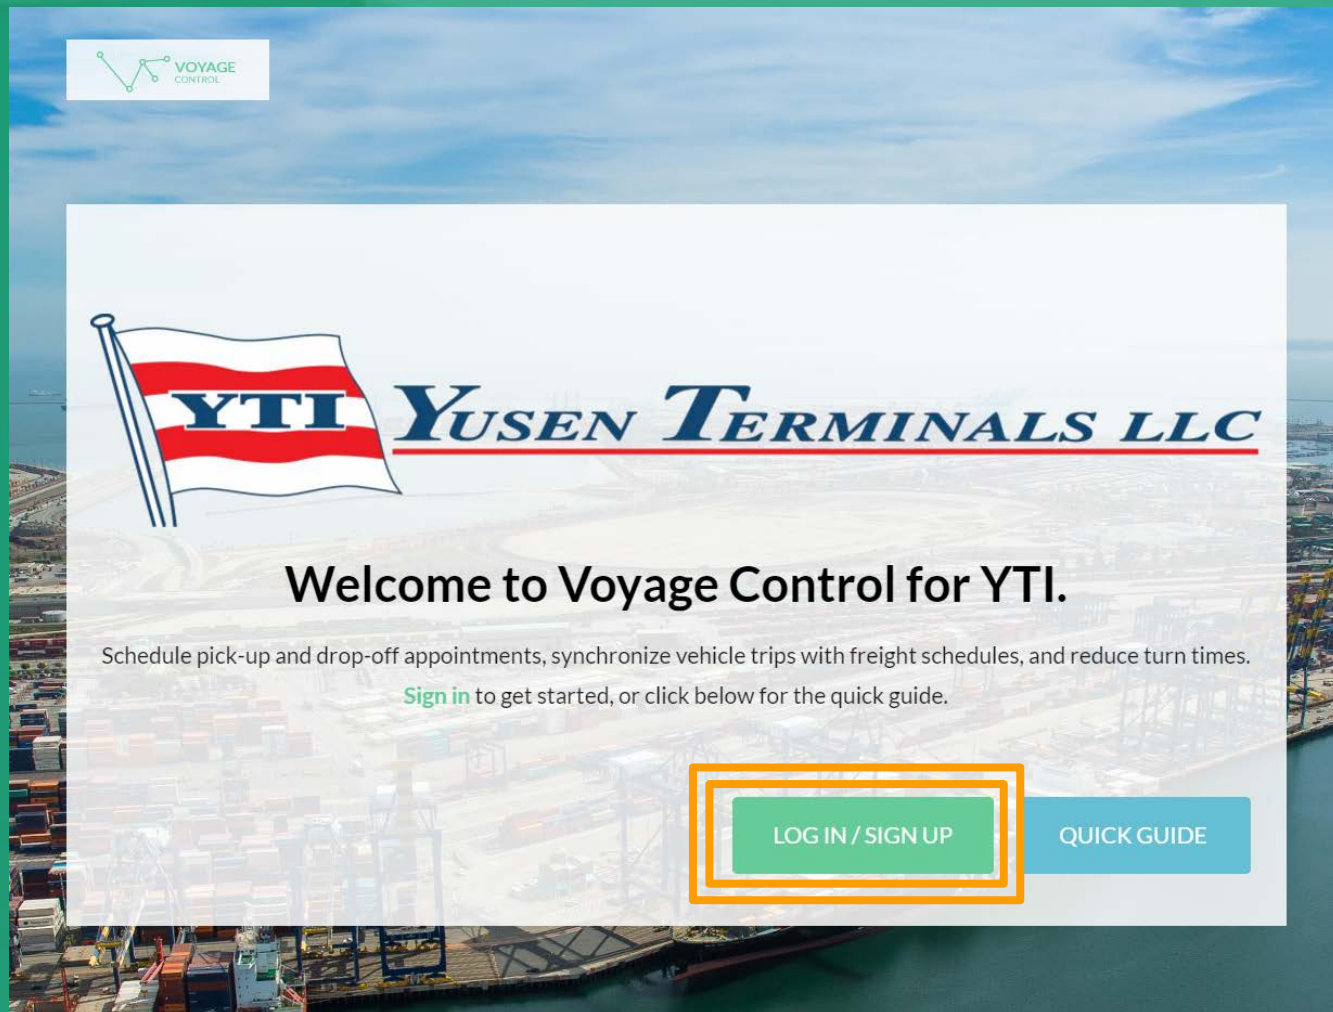 VOYAGE
CONTROL
YTI YUSEN TERMINALS LLC
Welcome to Voyage Control for YTI.
Schedule pick-up and drop-off appointments, synchronize vehicle trips with freight schedules, and reduce turn times.
Sign in to get started, or click below for the quick guide.
LOG IN / SIGN UP QUICK GUIDE